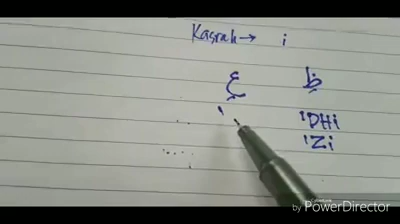 Kasrah → i
عِ ظِ
' 'DHi
'Zi
by PowerDirector